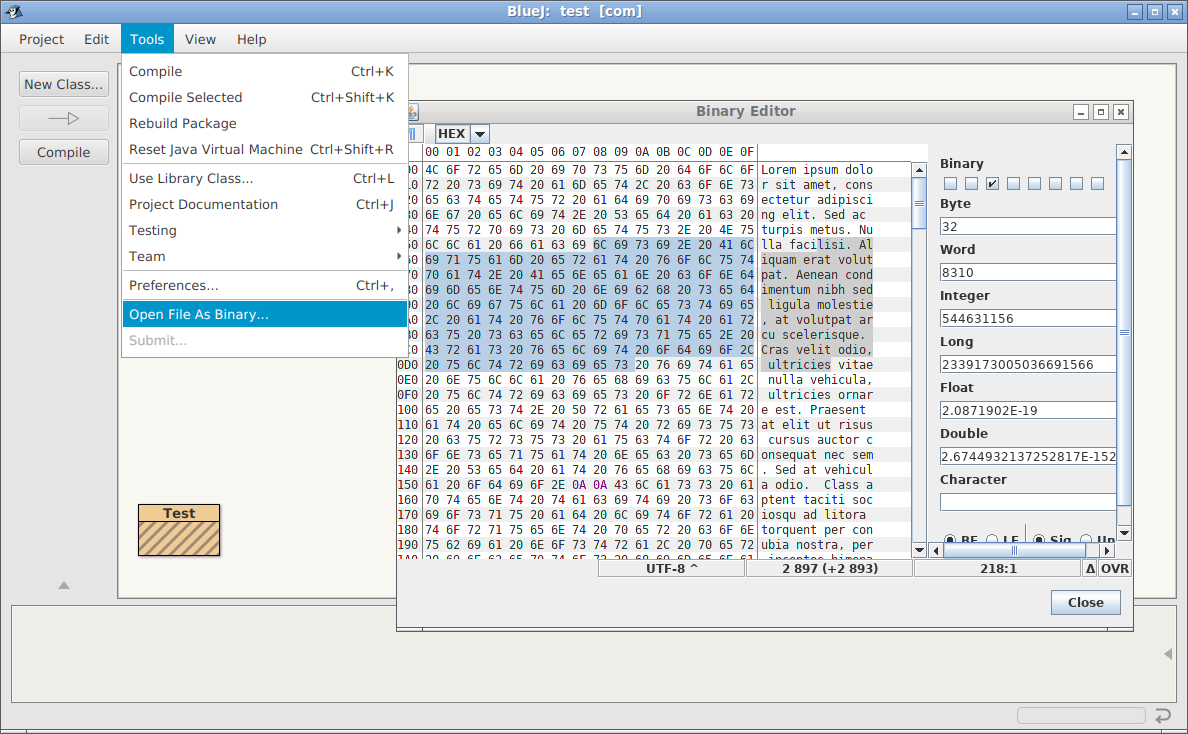 BlueJ: test [com]
Project Edit Tools View Help
New Class...
Compile
Compile Ctrl+K
Compile Selected Ctrl+Shift+K
Rebuild Package
Reset Java Virtual Machine Ctrl+Shift+R
Use Library Class... Ctrl+L
Project Documentation Ctrl+J
Testing
Team
Preferences... Ctrl+,
Open File As Binary...
Submit...
Test
Binary Editor
HEX
00 01 02 03 04 05 06 07 08 09 0A 0B 0C 0D 0E 0F
00 4C 6F 72 65 6D 20 69 70 73 75 6D 20 64 6F 6C 6F Lorem ipsum dolo
10 72 20 73 69 74 20 61 6D 65 74 2C 20 63 6F 6E 73 r sit amet, cons
20 65 63 74 65 74 75 72 20 61 64 69 70 69 73 63 69 ectetur adipisci
30 6E 67 20 65 6C 69 74 2E 20 53 65 64 20 61 63 20 ng elit. Sed ac
40 74 75 72 70 69 73 20 6D 65 74 75 73 2E 20 4E 75 turpis metus. Nu
50 6C 6C 61 20 66 61 63 69 6C 69 73 69 2E 20 41 6C lla facilisi. Al
60 69 71 75 61 6D 20 65 72 61 74 20 76 6F 6C 75 74 iquam erat volut
70 70 61 74 2E 20 41 65 6E 65 61 6E 20 63 6F 6E 64 pat. Aenean cond
80 69 6D 65 6E 74 75 6D 20 6E 69 62 68 20 73 65 64 imentum nibh sed
90 20 6C 69 67 75 6C 61 20 6D 6F 6C 65 73 74 69 65 ligula molestie
A0 2C 20 61 74 20 76 6F 6C 75 74 70 61 74 20 61 72 , at volutpat ar
B0 63 75 20 73 63 65 6C 65 72 69 73 71 75 65 2E 20 cu scelerisque.
C0 43 72 61 73 20 76 65 6C 69 74 20 6F 64 69 6F 2C Cras velit odio,
0D0 20 75 6C 74 72 69 63 69 65 73 20 76 69 74 61 65 ultricies vitae
0E0 20 6E 75 6C 6C 61 20 76 65 68 69 63 75 6C 61 2C nulla vehicula,
0F0 20 75 6C 74 72 69 63 69 65 73 20 6F 72 6E 61 72 ultricies ornar
100 65 20 65 73 74 2E 20 50 72 61 65 73 65 6E 74 20 e est. Praesent
110 61 74 20 65 6C 69 74 20 75 74 20 72 69 73 75 73 at elit ut risus
120 20 63 75 72 73 75 73 20 61 75 63 74 6F 72 20 63 cursus auctor c
130 6F 6E 73 65 71 75 61 74 20 6E 65 63 20 73 65 6D onsequat nec sem
140 2E 20 53 65 64 20 61 74 20 76 65 68 69 63 75 6C . Sed at vehicul
150 61 20 6F 64 69 6F 2E 0A 0A 43 6C 61 73 73 20 61 a odio. Class a
160 70 74 65 6E 74 20 74 61 63 69 74 69 20 73 6F 63 ptent taciti soc
170 69 6F 73 71 75 20 61 64 20 6C 69 74 6F 72 61 20 iosqu ad litora
180 74 6F 72 71 75 65 6E 74 20 70 65 72 20 63 6F 6E torquent per con
190 75 62 69 61 20 6E 6F 73 74 72 61 2C 20 70 65 72 ubia nostra, per
Binary
Byte
32
Word
8310
Integer
544631156
Long
2339173005036691566
Float
2.0871902E-19
Double
2.6744932137252817E-152
Character
BE LE Sig Un
UTF-8 ^ 2 897 (+2 893) 218:1 Δ OVR
Close